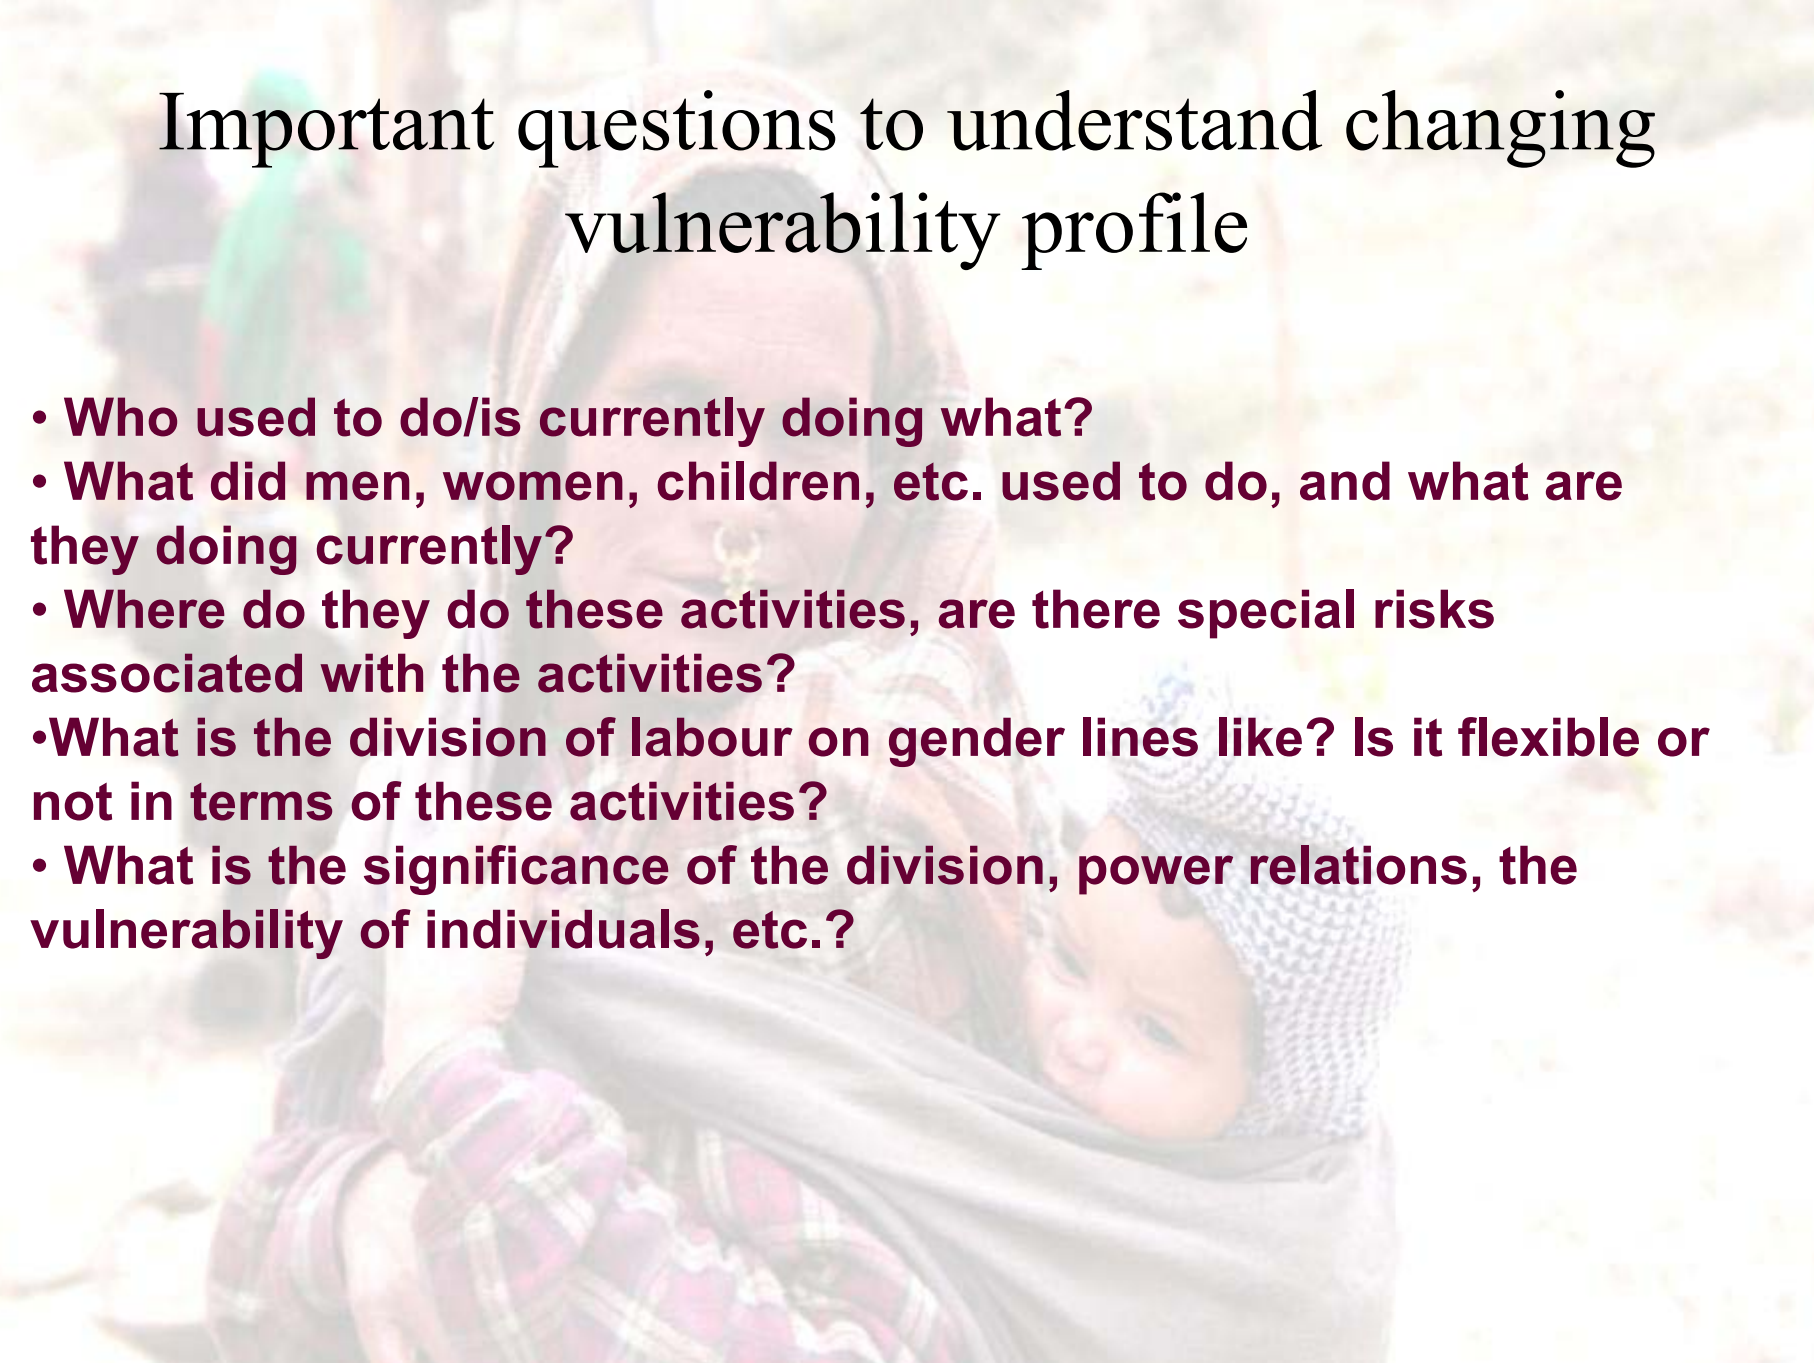 Important questions to understand changing
vulnerability profile
• Who used to do/is currently doing what?
• What did men, women, children, etc. used to do, and what are
they doing currently?
• Where do they do these activities, are there special risks
associated with the activities?
•What is the division of labour on gender lines like? Is it flexible or
not in terms of these activities?
• What is the significance of the division, power relations, the
vulnerability of individuals, etc.?